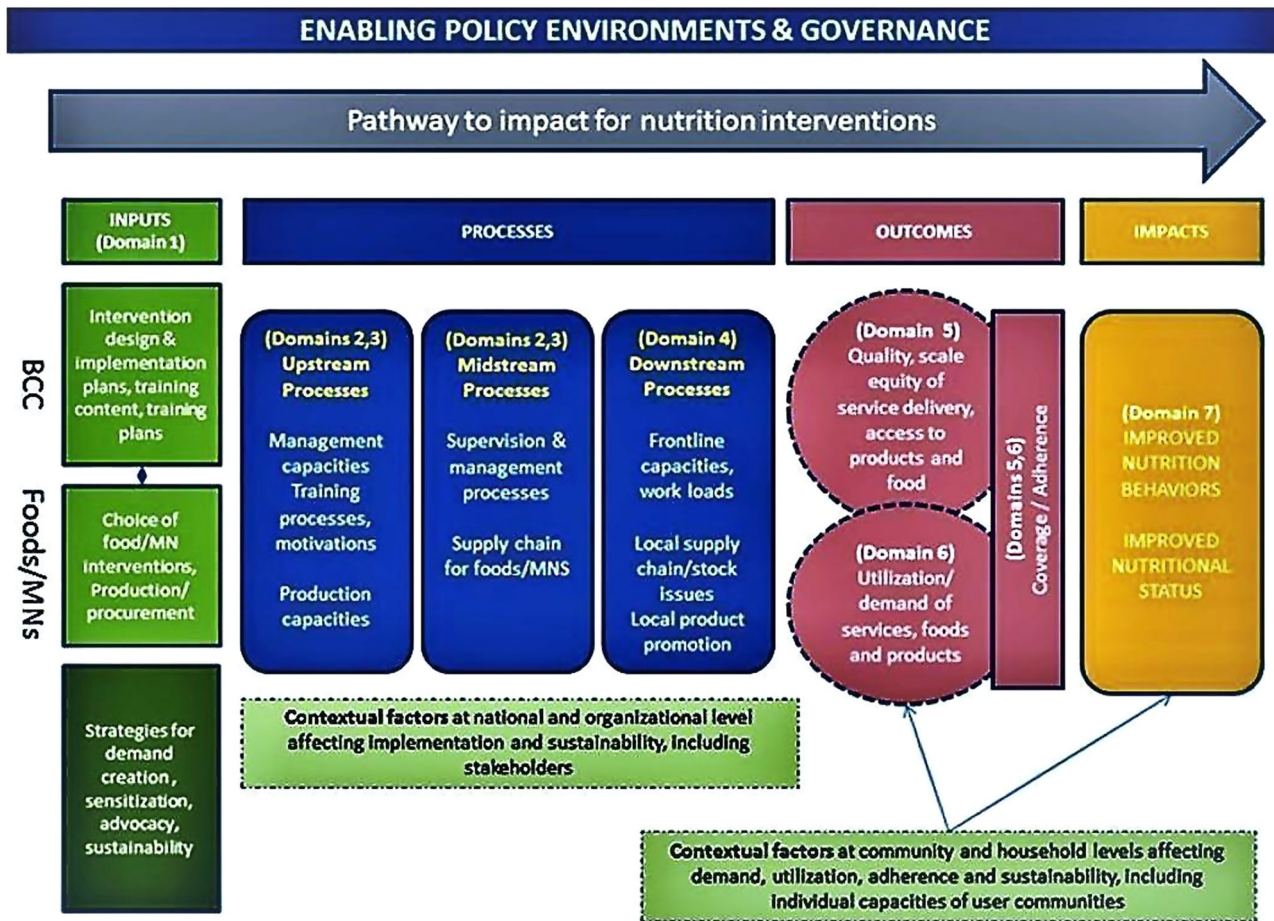 ENABLING POLICY ENVIRONMENTS & GOVERNANCE
Pathway to impact for nutrition interventions
INPUTS
(Domain 1)
PROCESSES
OUTCOMES
IMPACTS
BCC
Intervention
design &
implementation
plans, training
content, training
plans
Foods/MNs
Choice of
food/MN
interventions,
Production/
procurement
Strategies for
demand
creation ,
sensitization,
advocacy,
sustainability
(Domains 2,3)
Upstream
Processes
Management
capacities
Training
processes,
motivations
Production
capacities
(Domains 2,3)
Midstream
Processes
Supervision &
management
processes
Supply chain
for foods/MNS
(Domain 4)
Downstream
Processes
Frontline
capacities,
work loads
Local supply
chain/stock
issues
Local product
promotion
(Domain 5)
Quality, scale
equity of
service delivery,
access to
products and
food
(Domain 6)
Utilization/
demand of
services, foods
and products
(Domains 5,6)
Coverage / Adherence
(Domain 7)
IMPROVED
NUTRITION
BEHAVIORS
IMPROVED
NUTRITIONAL
STATUS
Contextual factors at national and organizational level
affecting implementation and sustainability, including
stakeholders
Contextual factors at community and household levels affecting
demand, utilization, adherence and sustainability, including
individual capacities of user communities